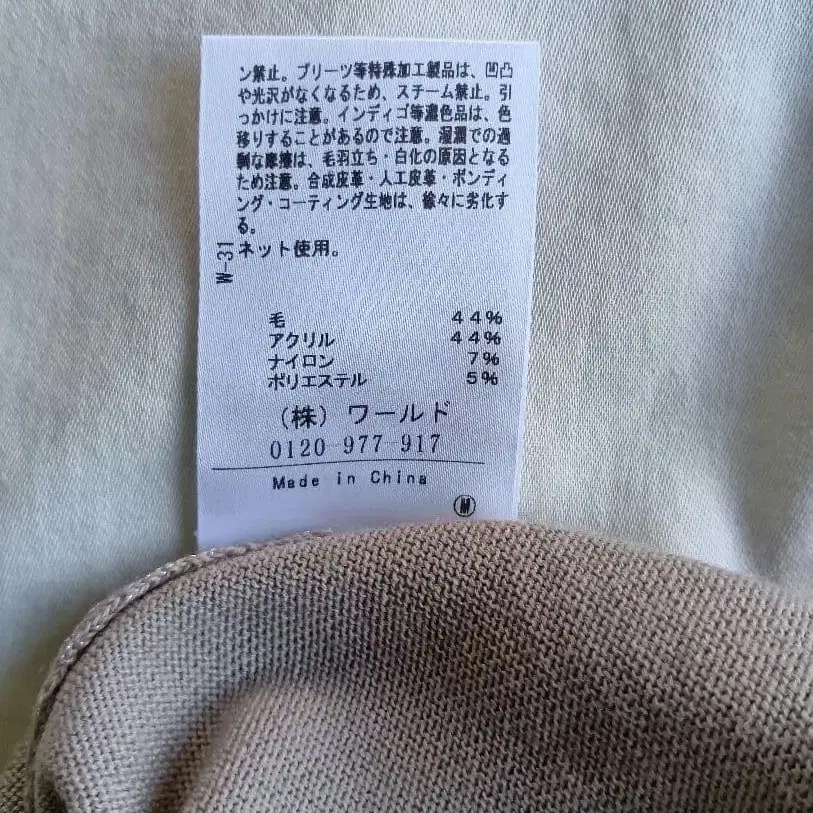 ン禁止。プリーツ等特殊加工製品は、凹凸
や光沢がなくなるため、スチーム禁止。引
っかけに注意。インディゴ等濃色品は、色
移りすることがあるので注意。湿潤での過
剰な摩擦は、毛羽立ち・白化の原因となる
ため注意。合成皮革・人工皮革・ボンディ
ング・コーティング生地は、徐々に劣化す
る。
W-31
ネット使用。
毛 44%
アクリル 44%
ナイロン 7%
ポリエステル 5%
(株) ワールド
0120-977-917
Made in China
M